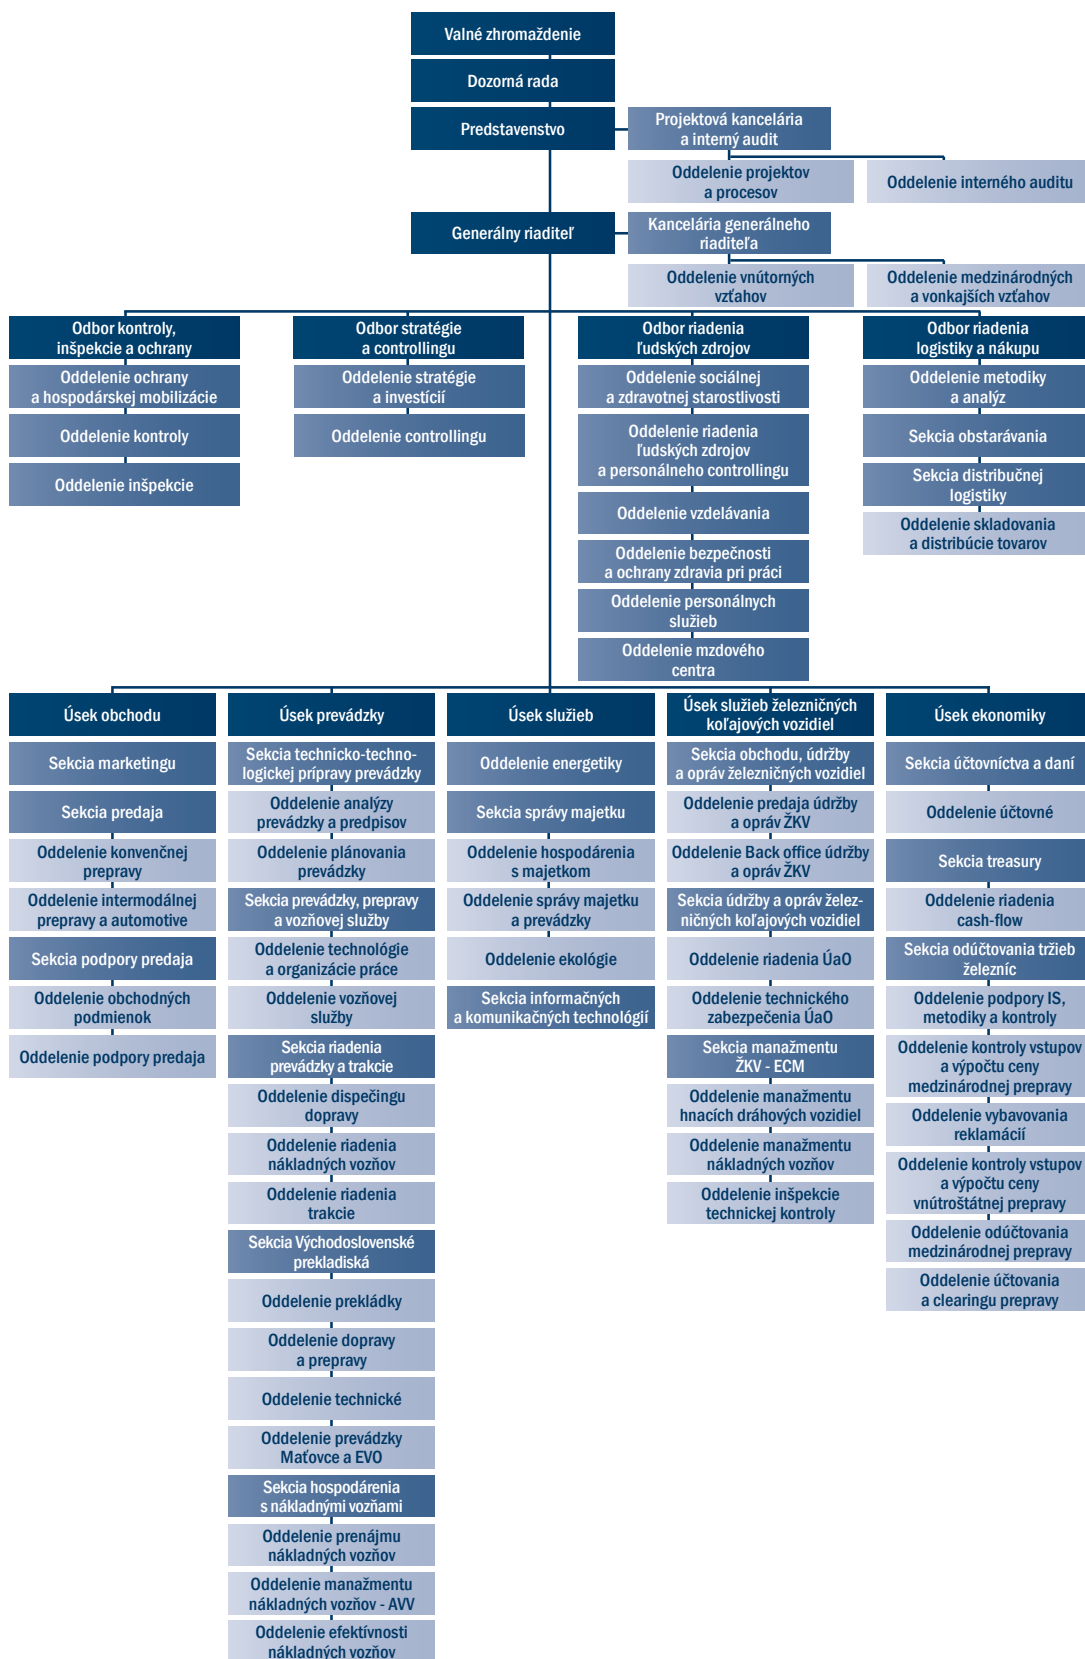 Valné zhromaždenie
Dozorná rada
Predstavenstvo
Projektová kancelária
a interný audit
Oddelenie projektov
a procesov
Oddelenie interného auditu
Generálny riaditeľ
Kancelária generálneho
riaditeľa
Oddelenie vnútorných
vzťahov
Oddelenie medzinárodných
a vonkajších vzťahov
Odbor kontroly,
inšpekcie a ochrany
Oddelenie ochrany
a hospodárskej mobilizácie
Oddelenie kontroly
Oddelenie inšpekcie
Odbor stratégie
a controllingu
Oddelenie stratégie
a investícií
Oddelenie controllingu
Odbor riadenia
ľudských zdrojov
Oddelenie sociálnej
a zdravotnej starostlivosti
Oddelenie riadenia
ľudských zdrojov
a personálneho controllingu
Oddelenie vzdelávania
Oddelenie bezpečnosti
a ochrany zdravia pri práci
Oddelenie personálnych
služieb
Oddelenie mzdového
centra
Odbor riadenia
logistiky a nákupu
Oddelenie metodiky
a analýz
Sekcia obstarávania
Sekcia distribučnej
logistiky
Oddelenie skladovania
a distribúcie tovarov
Úsek obchodu
Sekcia marketingu
Sekcia predaja
Oddelenie konvenčnej
prepravy
Oddelenie intermodálnej
prepravy a automotive
Sekcia podpory predaja
Oddelenie obchodných
podmienok
Oddelenie podpory predaja
Úsek prevádzky
Sekcia technicko-techno-
logickej prípravy prevádzky
Oddelenie analýzy
prevádzky a predpisov
Oddelenie plánovania
prevádzky
Sekcia prevádzky, prepravy
a vozňovej služby
Oddelenie technológie
a organizácie práce
Oddelenie vozňovej
služby
Sekcia riadenia
prevádzky a trakcie
Oddelenie dispečingu
dopravy
Oddelenie riadenia
nákladných vozňov
Oddelenie riadenia
trakcie
Sekcia Východoslovenské
prekladiská
Oddelenie prekládky
Oddelenie dopravy
a prepravy
Oddelenie technické
Oddelenie prevádzky
Maťovce a EVO
Sekcia hospodárenia
s nákladnými vozňami
Oddelenie prenájmu
nákladných vozňov
Oddelenie manažmentu
nákladných vozňov - AVV
Oddelenie efektívnosti
nákladných vozňov
Úsek služieb
Oddelenie energetiky
Sekcia správy majetku
Oddelenie hospodárenia
s majetkom
Oddelenie správy majetku
a prevádzky
Oddelenie ekológie
Sekcia informačných
a komunikačných technológií
Úsek služieb železničných
koľajových vozidiel
Sekcia obchodu, údržby
a opráv železničných vozidiel
Oddelenie predaja údržby
a opráv ŽKV
Oddelenie Back office údržby
a opráv ŽKV
Sekcia údržby a opráv želez-
ničných koľajových vozidiel
Oddelenie riadenia ÚaO
Oddelenie technického
zabezpečenia ÚaO
Sekcia manažmentu
ŽKV - ECM
Oddelenie manažmentu
hnacích dráhových vozidiel
Oddelenie manažmentu
nákladných vozňov
Oddelenie inšpekcie
technickej kontroly
Úsek ekonomiky
Sekcia účtovníctva a daní
Oddelenie účtovné
Sekcia treasury
Oddelenie riadenia
cash-flow
Sekcia odúčtovania tržieb
železníc
Oddelenie podpory IS,
metodiky a kontroly
Oddelenie kontroly vstupov
a výpočtu ceny
medzinárodnej prepravy
Oddelenie vybavovania
reklamácií
Oddelenie kontroly vstupov
a výpočtu ceny
vnútroštátnej prepravy
Oddelenie odúčtovania
medzinárodnej prepravy
Oddelenie účtovania
a clearingu prepravy